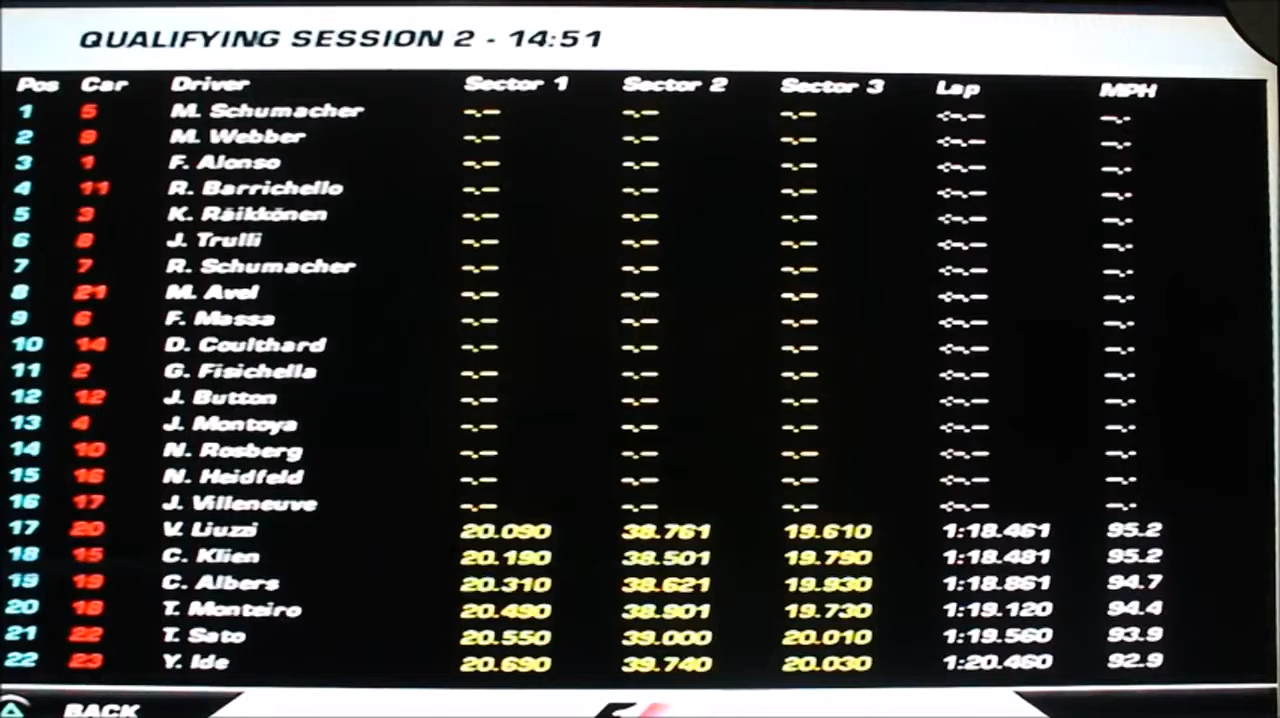 QUALIFYING SESSION 2 - 14:51
Pos Car Driver Sector 1 Sector 2 Sector 3 Lap MPH
1 5 M. Schumacher -.-- -.-- -.-- -:--.-- --.-
2 9 M. Webber -.-- -.-- -.-- -:--.-- --.-
3 1 F. Alonso -.-- -.-- -.-- -:--.-- --.-
4 11 R. Barrichello -.-- -.-- -.-- -:--.-- --.-
5 3 K. Räikkönen -.-- -.-- -.-- -:--.-- --.-
6 8 J. Trulli -.-- -.-- -.-- -:--.-- --.-
7 7 R. Schumacher -.-- -.-- -.-- -:--.-- --.-
8 21 M. Avel -.-- -.-- -.-- -:--.-- --.-
9 6 F. Massa -.-- -.-- -.-- -:--.-- --.-
10 14 D. Coulthard -.-- -.-- -.-- -:--.-- --.-
11 2 G. Fisichella -.-- -.-- -.-- -:--.-- --.-
12 12 J. Button -.-- -.-- -.-- -:--.-- --.-
13 4 J. Montoya -.-- -.-- -.-- -:--.-- --.-
14 10 N. Rosberg -.-- -.-- -.-- -:--.-- --.-
15 16 N. Heidfeld -.-- -.-- -.-- -:--.-- --.-
16 17 J. Villeneuve -.-- -.-- -.-- -:--.-- --.-
17 20 V. Liuzzi 20.090 38.761 19.610 1:18.461 95.2
18 15 C. Klien 20.190 38.501 19.790 1:18.481 95.2
19 19 C. Albers 20.310 38.621 19.930 1:18.861 94.7
20 18 T. Monteiro 20.490 38.901 19.730 1:19.120 94.4
21 22 T. Sato 20.550 39.000 20.010 1:19.560 93.9
22 23 Y. Ide 20.690 39.740 20.030 1:20.460 92.9
BACK